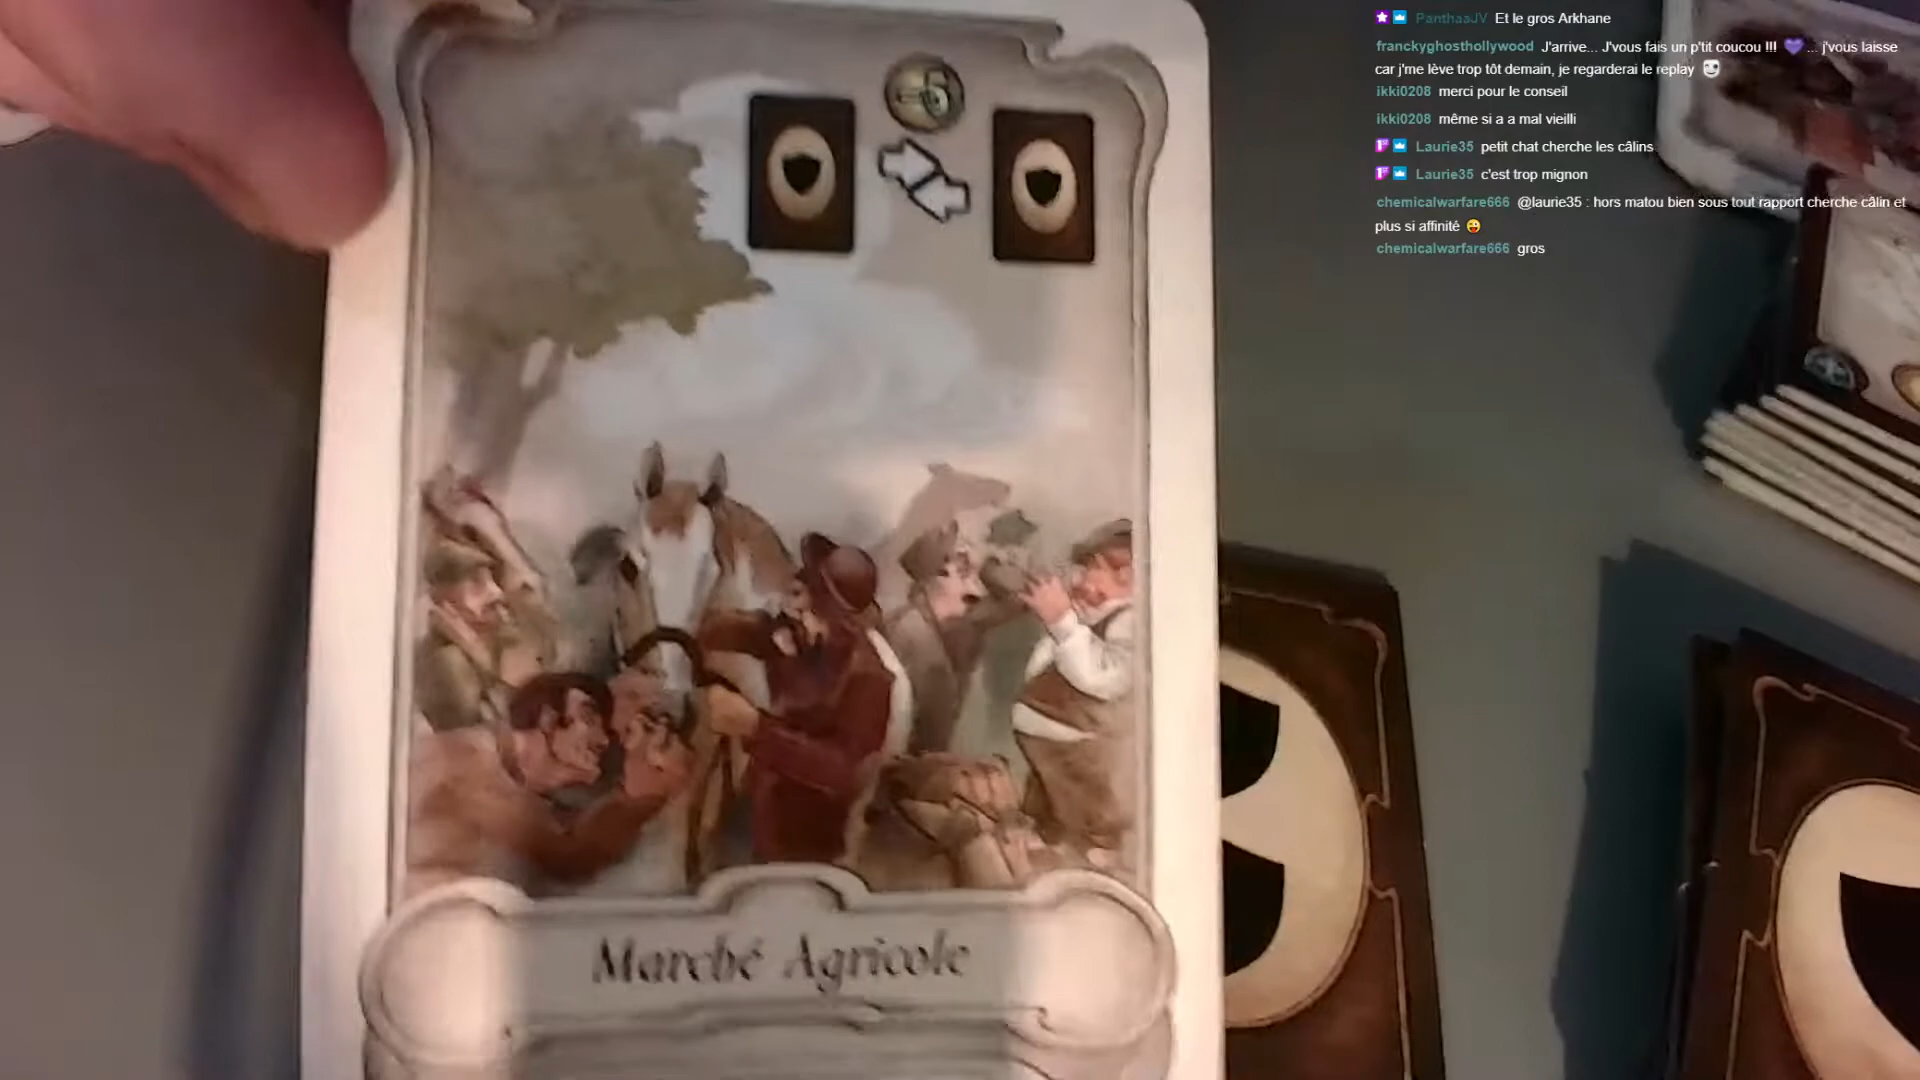 PanthaaJV Et le gros Arkhane
franckyghosthollywood J'arrive... J'vous fais un p'tit coucou !!! 💜 ... j'vous laisse
car j'me lève trop tôt demain, je regarderai le replay
ikki0208 merci pour le conseil
ikki0208 même si a a mal vieilli
Laurie35 petit chat cherche les câlins
Laurie35 c'est trop mignon
chemicalwarfare666 @laurie35 : hors matou bien sous tout rapport cherche câlin et
plus si affinité 😜
chemicalwarfare666 gros
Marché Agricole